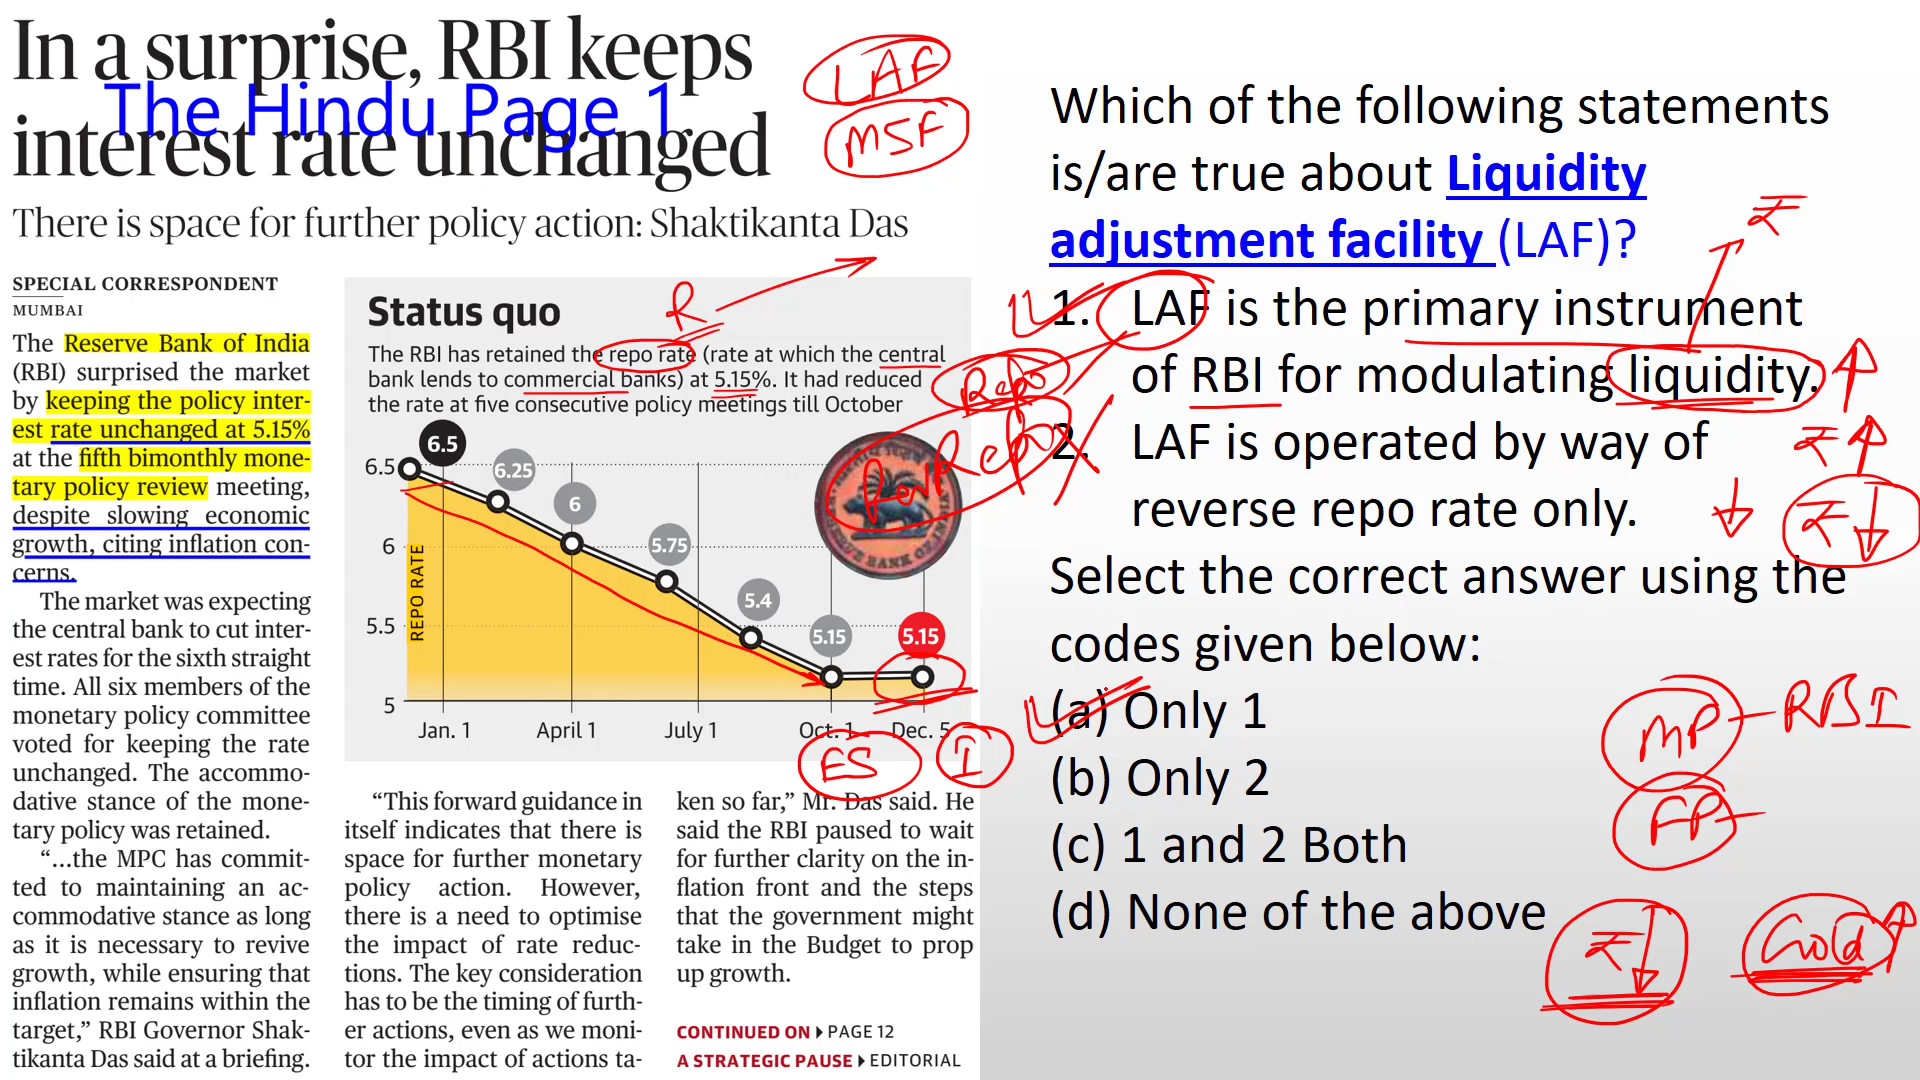 In a surprise, RBI keeps
interest rate unchanged
The Hindu Page 1
There is space for further policy action: Shaktikanta Das
SPECIAL CORRESPONDENT
MUMBAI
The Reserve Bank of India
(RBI) surprised the market
by keeping the policy inter-
est rate unchanged at 5.15%
at the fifth bimonthly mone-
tary policy review meeting,
despite slowing economic
growth, citing inflation con-
cerns.
The market was expecting
the central bank to cut inter-
est rates for the sixth straight
time. All six members of the
monetary policy committee
voted for keeping the rate
unchanged. The accommo-
dative stance of the mone-
tary policy was retained.
“...the MPC has commit-
ted to maintaining an ac-
commodative stance as long
as it is necessary to revive
growth, while ensuring that
inflation remains within the
target,” RBI Governor Shak-
tikanta Das said at a briefing.
LAF
MSF
R
Status quo
The RBI has retained the repo rate (rate at which the central
bank lends to commercial banks) at 5.15%. It had reduced
the rate at five consecutive policy meetings till October
6.5
6
5.5
5
REPO RATE
6.5
6.25
6
5.75
5.4
5.15
5.15
Jan. 1
April 1
July 1
Oct. 1
Dec. 5
Repo
Rev Repo
ES
I
“This forward guidance in
itself indicates that there is
space for further monetary
policy action. However,
there is a need to optimise
the impact of rate reduc-
tions. The key consideration
has to be the timing of furth-
er actions, even as we moni-
tor the impact of actions ta-
ken so far,” Mr. Das said. He
said the RBI paused to wait
for further clarity on the in-
flation front and the steps
that the government might
take in the Budget to prop
up growth.
CONTINUED ON ▸ PAGE 12
A STRATEGIC PAUSE ▸ EDITORIAL
Which of the following statements
is/are true about Liquidity
adjustment facility (LAF)?
1. LAF is the primary instrument
of RBI for modulating liquidity.
2. LAF is operated by way of
reverse repo rate only.
Select the correct answer using the
codes given below:
(a) Only 1
(b) Only 2
(c) 1 and 2 Both
(d) None of the above
₹
₹
₹
MP - RBI
FP -
₹
Gold